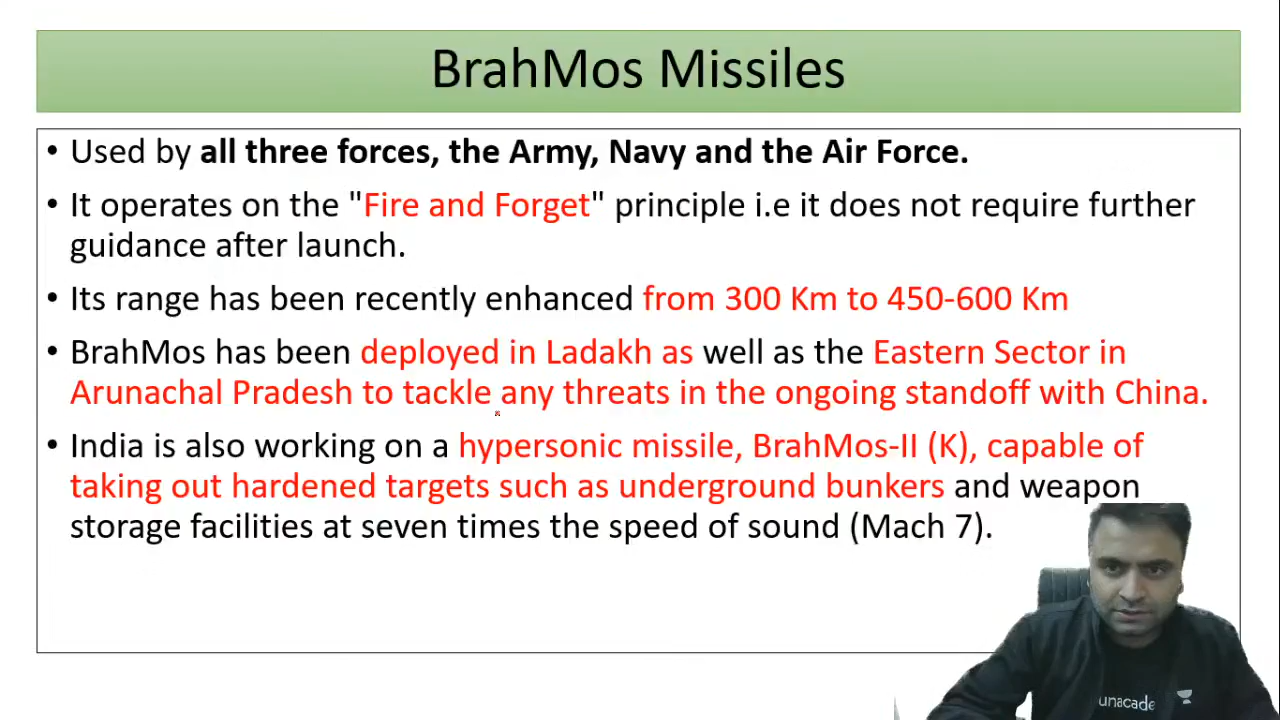 BrahMos Missiles
• Used by all three forces, the Army, Navy and the Air Force.
• It operates on the "Fire and Forget" principle i.e it does not require further
guidance after launch.
• Its range has been recently enhanced from 300 Km to 450-600 Km
• BrahMos has been deployed in Ladakh as well as the Eastern Sector in
Arunachal Pradesh to tackle any threats in the ongoing standoff with China.
• India is also working on a hypersonic missile, BrahMos-II (K), capable of
taking out hardened targets such as underground bunkers and weapon
storage facilities at seven times the speed of sound (Mach 7).
unacade